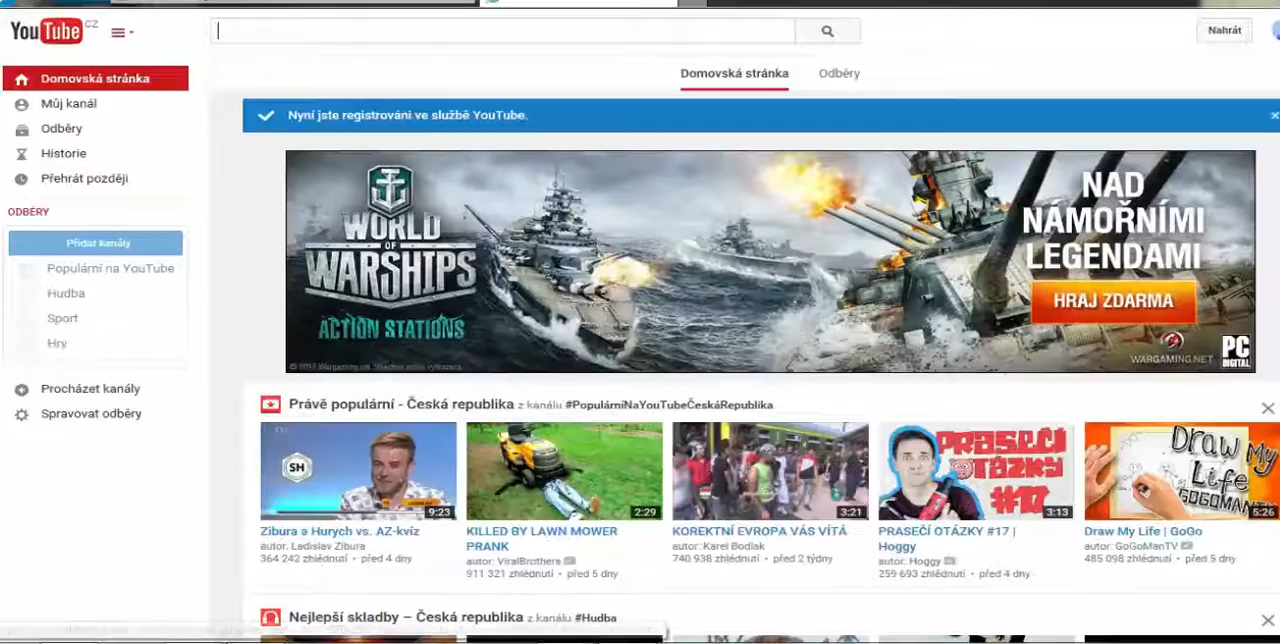 YouTube CZ
Nahrát
Domovská stránka
Odběry
Domovská stránka
Můj kanál
Odběry
Historie
Přehrát později
ODBĚRY
Přidat kanály
Populární na YouTube
Hudba
Sport
Hry
Procházet kanály
Spravovat odběry
Nyní jste registrováni ve službě YouTube.
WORLD
OF
WARSHIPS
ACTION STATIONS
NAD
NÁMOŘNÍMI
LEGENDAMI
HRAJ ZDARMA
WARGAMING.NET
PC
DIGITAL
Právě populární - Česká republika z kanálu #PopulárníNaYouTubeČeskáRepublika
SH
9:23
2:29
3:21
PRASEČÍ
OTÁZKY
#17
3:13
Draw My
Life
GOGOMAN
5:26
Zibura a Hurych vs. AZ-kvíz
autor: Ladislav Zibura
364 242 zhlédnutí • před 4 dny
KILLED BY LAWN MOWER
PRANK
autor: ViralBrothers
911 321 zhlédnutí • před 5 dny
KOREKTNÍ EVROPA VÁS VÍTÁ
autor: Karel Bodlak
740 938 zhlédnutí • před 2 týdny
PRASEČÍ OTÁZKY #17 |
Hoggy
autor: Hoggy
259 693 zhlédnutí • před 4 dny
Draw My Life | GoGo
autor: GoGoManTV
485 098 zhlédnutí • před 5 dny
Nejlepší skladby – Česká republika z kanálu #Hudba